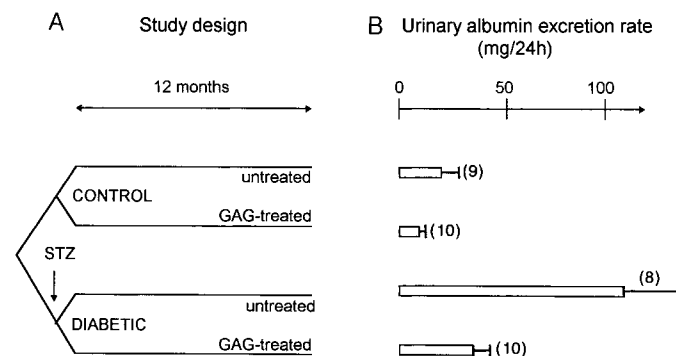 A Study design
12 months
untreated
CONTROL
GAG-treated
STZ
untreated
DIABETIC
GAG-treated
B Urinary albumin excretion rate
(mg/24h)
0 50 100
(9)
(10)
(8)
(10)